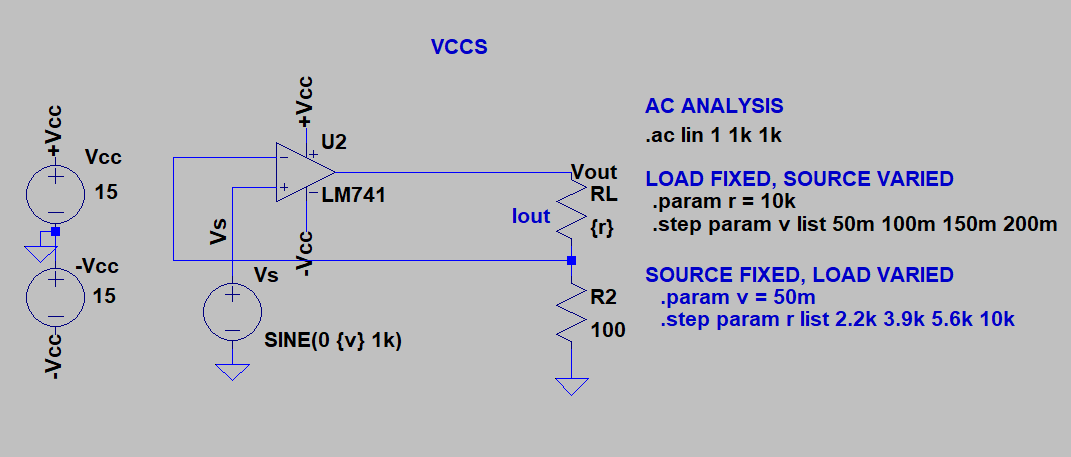 VCCS
+Vcc
Vcc
15
-Vcc
15
-Vcc
+Vcc
U2
LM741
-Vcc
Vs
Vs
SINE(0 {v} 1k)
Vout
RL
{r}
Iout
R2
100
AC ANALYSIS
.ac lin 1 1k 1k
LOAD FIXED, SOURCE VARIED
.param r = 10k
.step param v list 50m 100m 150m 200m
SOURCE FIXED, LOAD VARIED
.param v = 50m
.step param r list 2.2k 3.9k 5.6k 10k